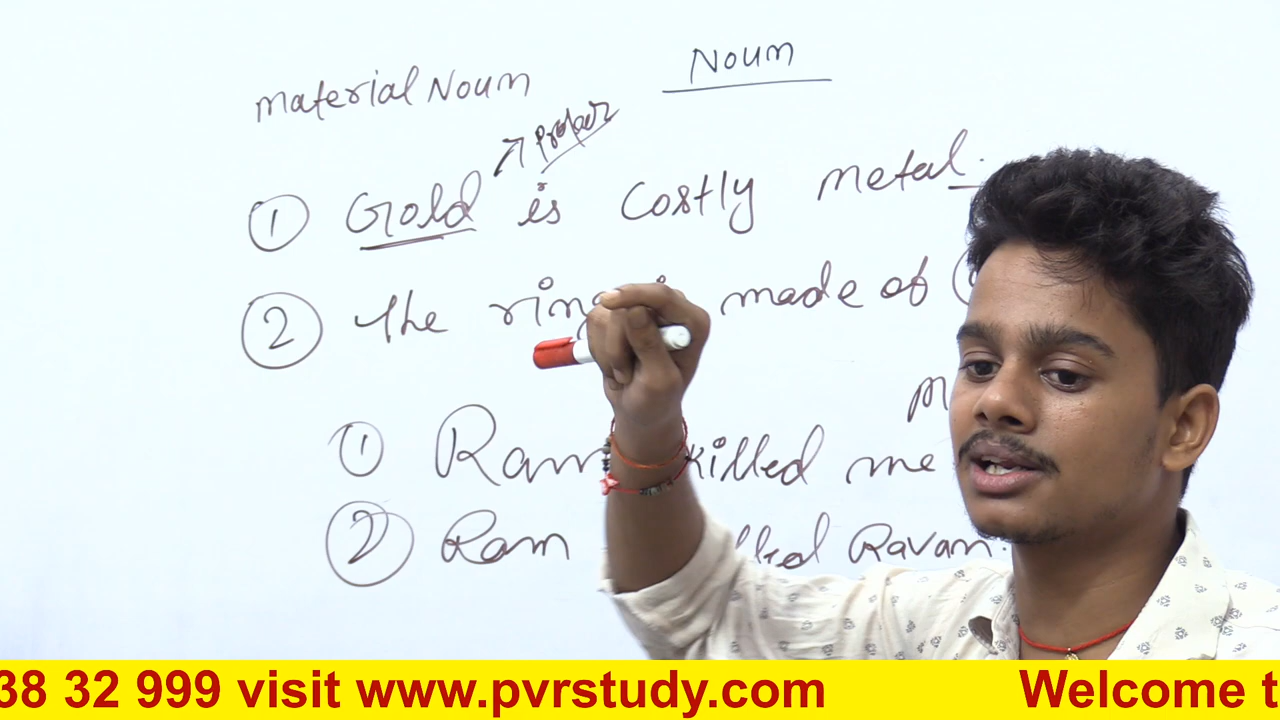 Noun
material Noun
Proper
① Gold is costly metal.
② The ring is made of
① Ram killed me
② Ram Ravan.
38 32 999 visit www.pvrstudy.com Welcome t